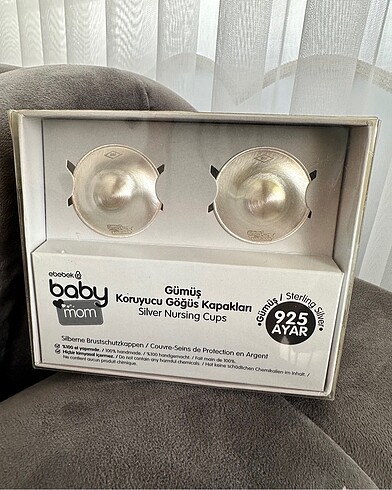 ebebek
baby
mom
Gümüş
Koruyucu Göğüs Kapakları
Silver Nursing Cups
Gümüş / Sterling Silver
925
AYAR
Silberne Brustschutzkappen / Couvre-Seins de Protection en Argent
%100 el yapımıdır. / 100% handmade. / %100 handgemacht. / Fait main de 100%.
Hiçbir kimyasal içermez. / Do not contain any harmful chemicals. / Hat keine schädlichen Chemikalien im Inhalt. /
No contient aucun produit chimique.